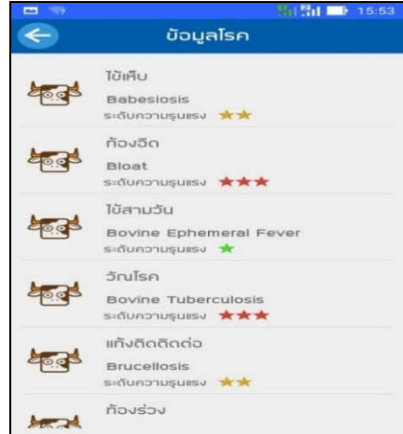 15:53
ข้อมูลโรค
ไข้เห็บ
Babesiosis
ระดับความรุนแรง
ท้องอืด
Bloat
ระดับความรุนแรง
ไข้สามวัน
Bovine Ephemeral Fever
ระดับความรุนแรง
วัณโรค
Bovine Tuberculosis
ระดับความรุนแรง
แท้งติดติดต่อ
Brucellosis
ระดับความรุนแรง
ท้องร่วง